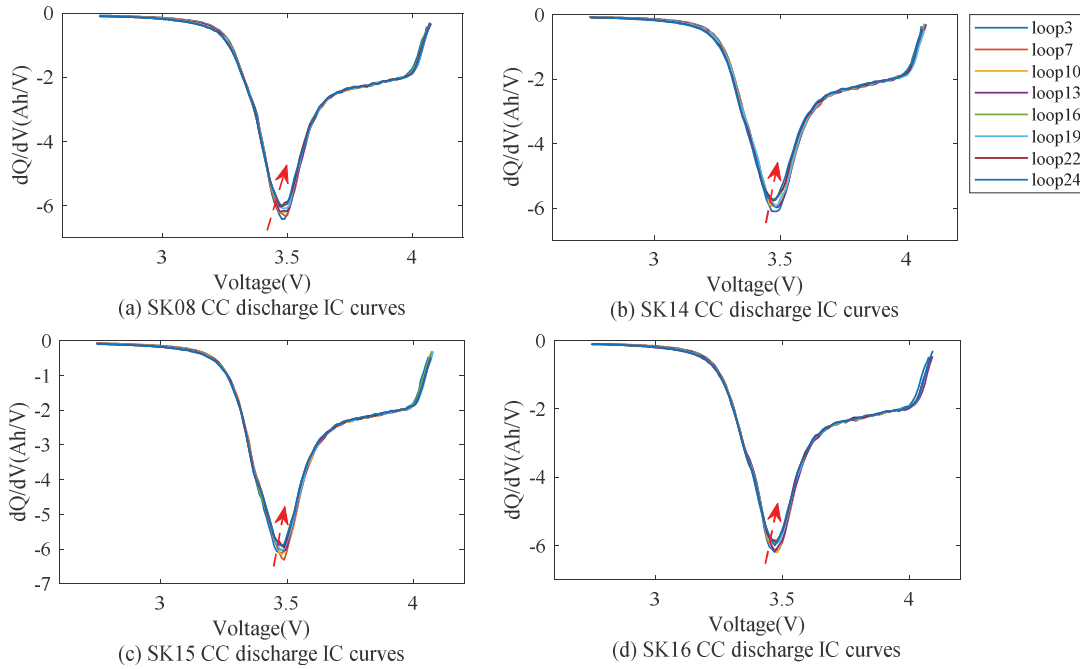 0
-2
-4
-6
3
3.5
4
dQ/dV(Ah/V)
Voltage(V)
(a) SK08 CC discharge IC curves
0
-2
-4
-6
3
3.5
4
dQ/dV(Ah/V)
Voltage(V)
(b) SK14 CC discharge IC curves
loop3
loop7
loop10
loop13
loop16
loop19
loop22
loop24
0
-1
-2
-3
-4
-5
-6
-7
3
3.5
4
dQ/dV(Ah/V)
Voltage(V)
(c) SK15 CC discharge IC curves
0
-2
-4
-6
3
3.5
4
dQ/dV(Ah/V)
Voltage(V)
(d) SK16 CC discharge IC curves